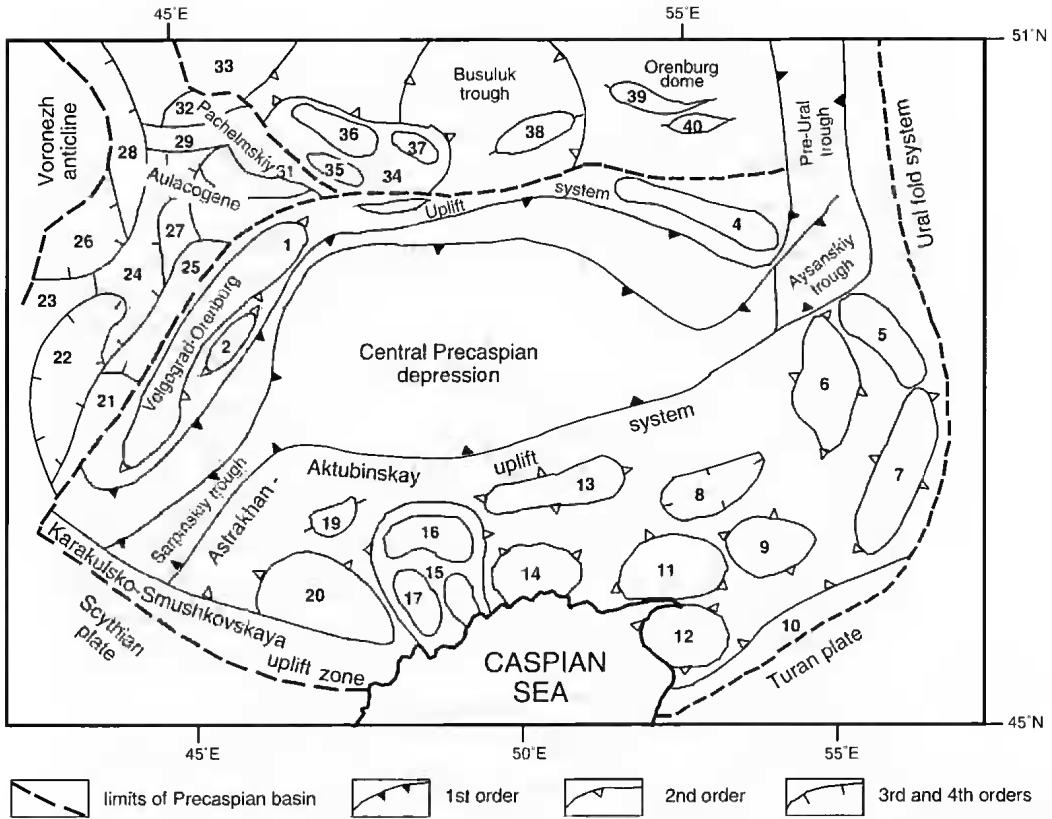 45°E
55°E
51°N
33
Busuluk
trough
Orenburg
dome
39
40
Pre-Ural
trough
Voronezh
anticline
32
Pachelmskiy
36
37
38
28
29
31
35
34
Aulacogene
Uplift
system
4
Ural fold system
26
27
1
24
25
23
Aysanskiy
trough
Volgograd-Orenburg
2
5
22
Central Precaspian
depression
6
21
system
uplift
7
Aktubinskay
Astrakhan -
Sarpinskiy trough
13
8
19
16
9
15
14
11
20
17
Karakulsko-Smushkovskaya
uplift zone
12
10
Scythian
plate
CASPIAN
SEA
Turan plate
45°N
45°E
50°E
55°E
limits of Precaspian basin
1st order
2nd order
3rd and 4th orders